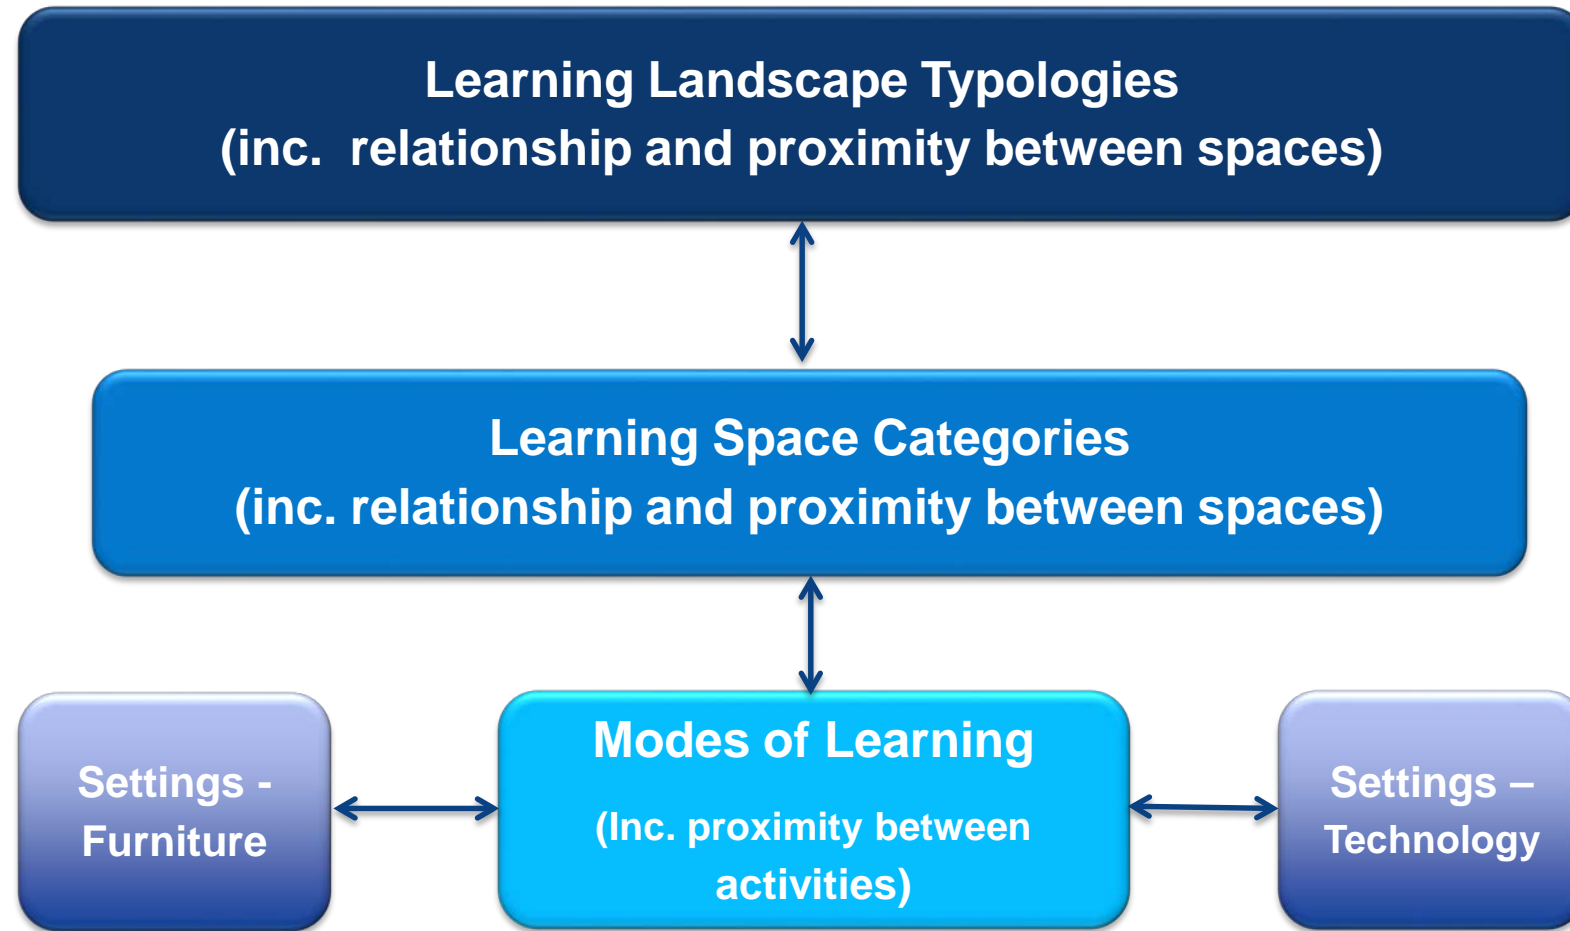 Learning Landscape Typologies
(inc.  relationship and proximity between spaces)
Learning Space Categories
(inc. relationship and proximity between spaces)
Settings -
Furniture
Modes of Learning
(Inc. proximity between
activities)
Settings –
Technology